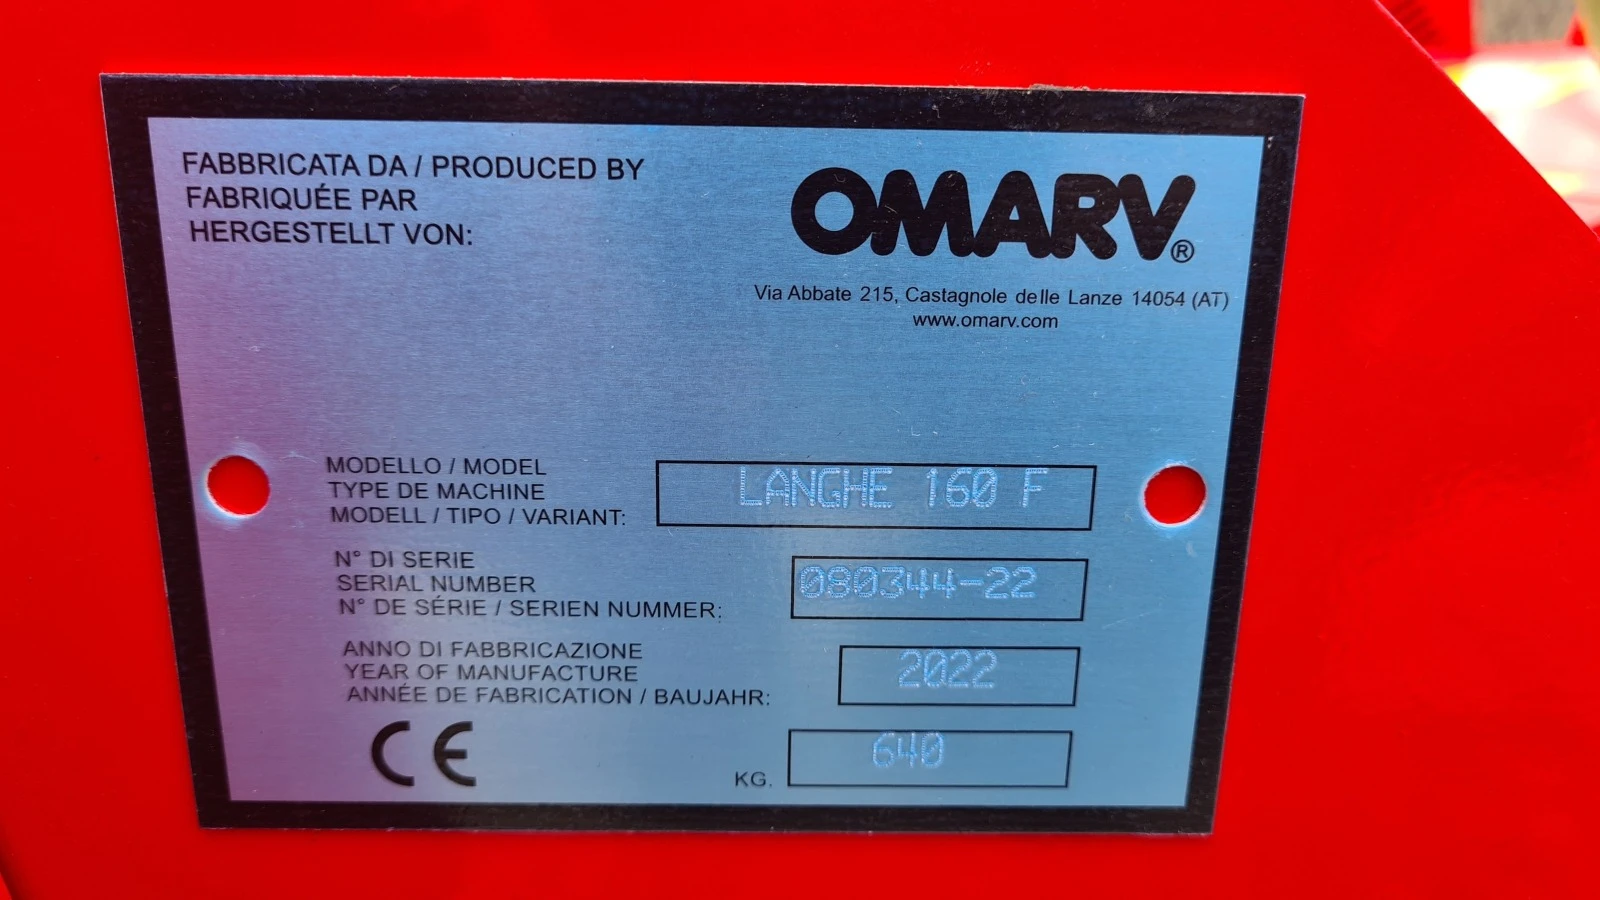 FABBRICATA DA / PRODUCED BY
FABRIQUÉE PAR
HERGESTELLT VON:
OMARV®
Via Abbate 215, Castagnole delle Lanze 14054 (AT)
www.omarv.com
MODELLO / MODEL
TYPE DE MACHINE
MODELL / TIPO / VARIANT:
LANGHE 160 F
N° DI SERIE
SERIAL NUMBER
N° DE SÉRIE / SERIEN NUMMER:
080344-22
ANNO DI FABBRICAZIONE
YEAR OF MANUFACTURE
ANNÉE DE FABRICATION / BAUJAHR:
2022
CE
KG. 640